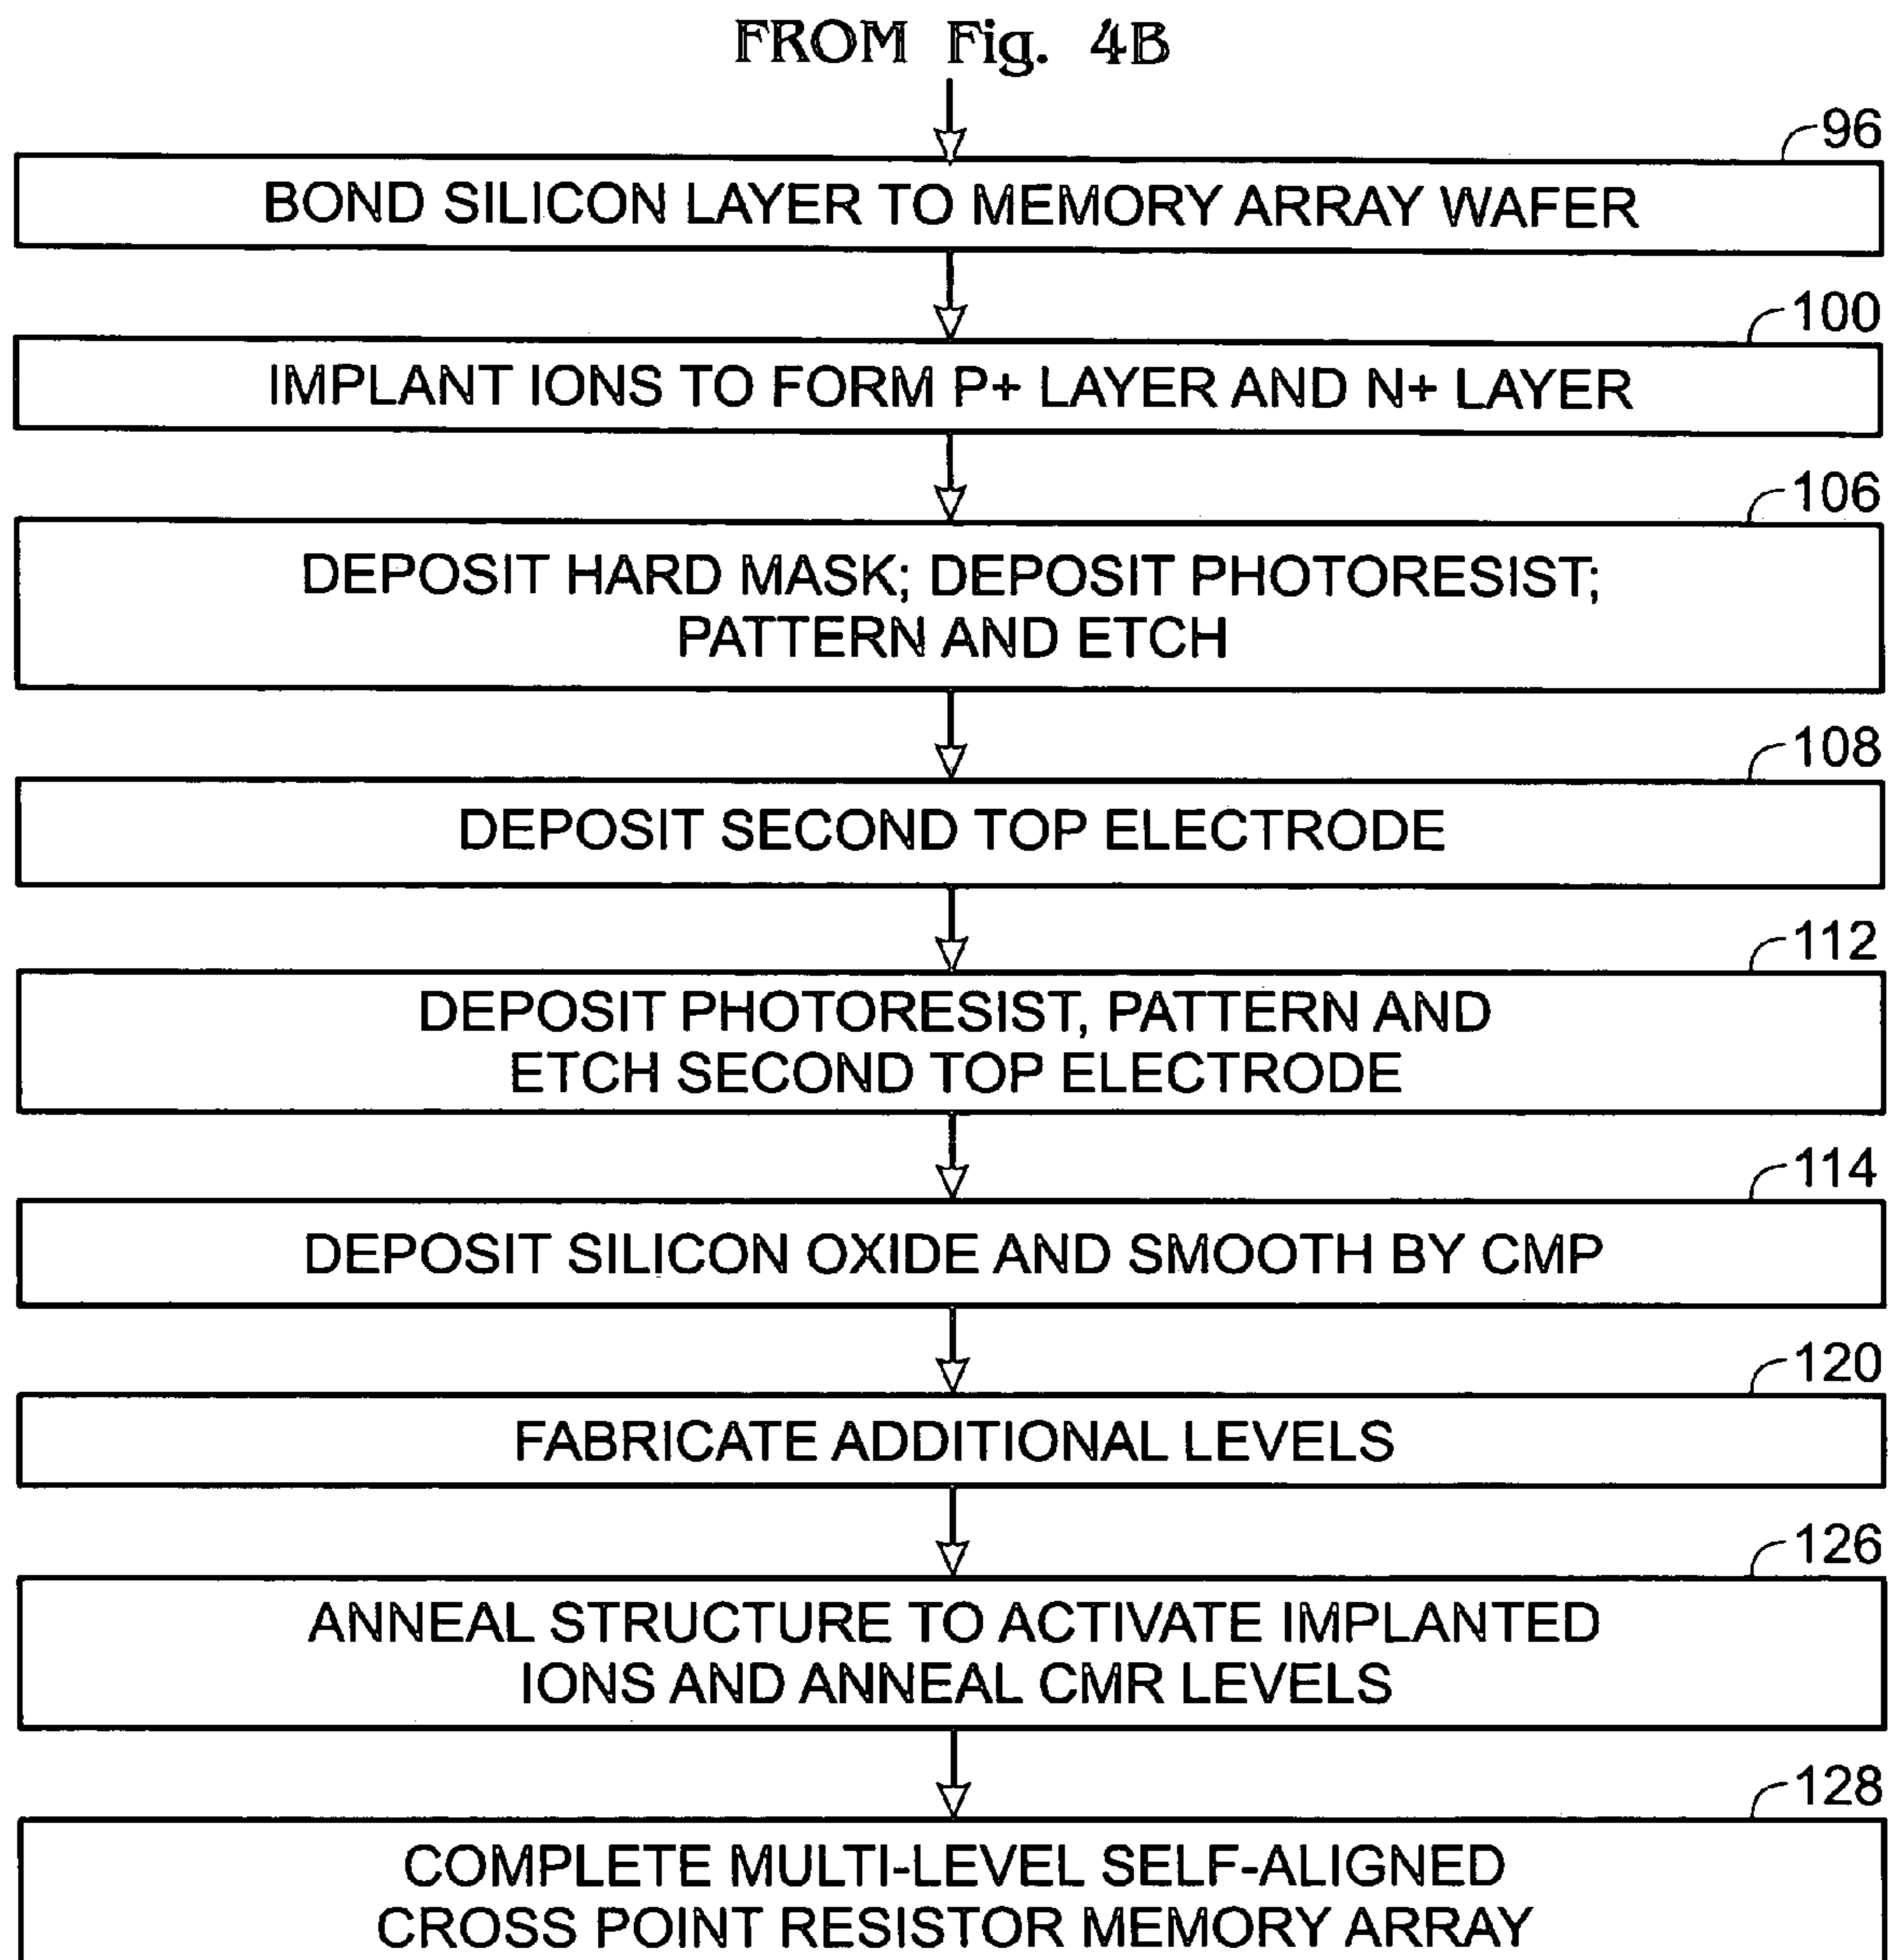 FROM Fig. 4B
96
BOND SILICON LAYER TO MEMORY ARRAY WAFER
100
IMPLANT IONS TO FORM P+ LAYER AND N+ LAYER
106
DEPOSIT HARD MASK; DEPOSIT PHOTORESIST;
PATTERN AND ETCH
108
DEPOSIT SECOND TOP ELECTRODE
112
DEPOSIT PHOTORESIST, PATTERN AND
ETCH SECOND TOP ELECTRODE
114
DEPOSIT SILICON OXIDE AND SMOOTH BY CMP
120
FABRICATE ADDITIONAL LEVELS
126
ANNEAL STRUCTURE TO ACTIVATE IMPLANTED
IONS AND ANNEAL CMR LEVELS
128
COMPLETE MULTI-LEVEL SELF-ALIGNED
CROSS POINT RESISTOR MEMORY ARRAY